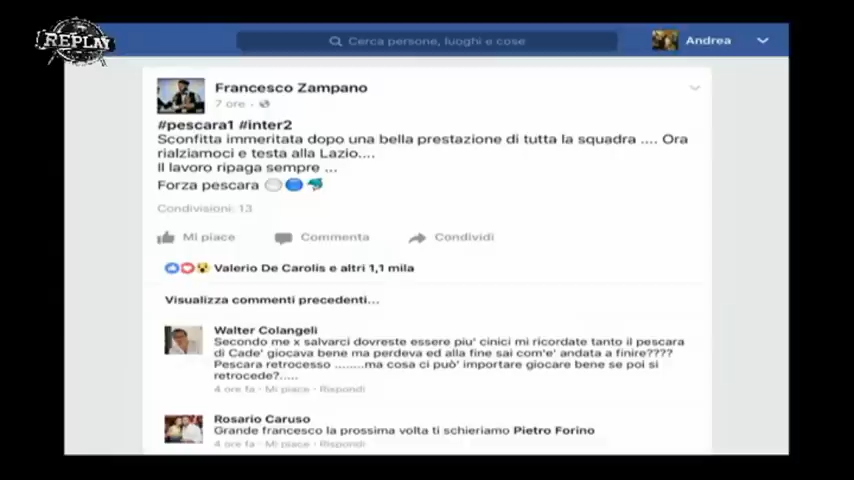 REPLAY
Cerca persone, luoghi e cose
Andrea
Francesco Zampano
7 ore ·
#pescara1 #inter2
Sconfitta immeritata dopo una bella prestazione di tutta la squadra .... Ora
rialziamoci e testa alla Lazio....
Il lavoro ripaga sempre ...
Forza pescara
Condivisioni: 13
Mi piace Commenta Condividi
Valerio De Carolis e altri 1,1 mila
Visualizza commenti precedenti...
Walter Colangeli
Secondo me x salvarci dovreste essere piu' cinici mi ricordate tanto il pescara
di Cade' giocava bene ma perdeva ed alla fine sai com'e' andata a finire????
Pescara retrocesso ........ma cosa ci può' importare giocare bene se poi si
retrocede?.....
4 ore fa · Mi piace · Rispondi
Rosario Caruso
Grande francesco la prossima volta ti schieriamo Pietro Forino
4 ore fa · Mi piace · Rispondi